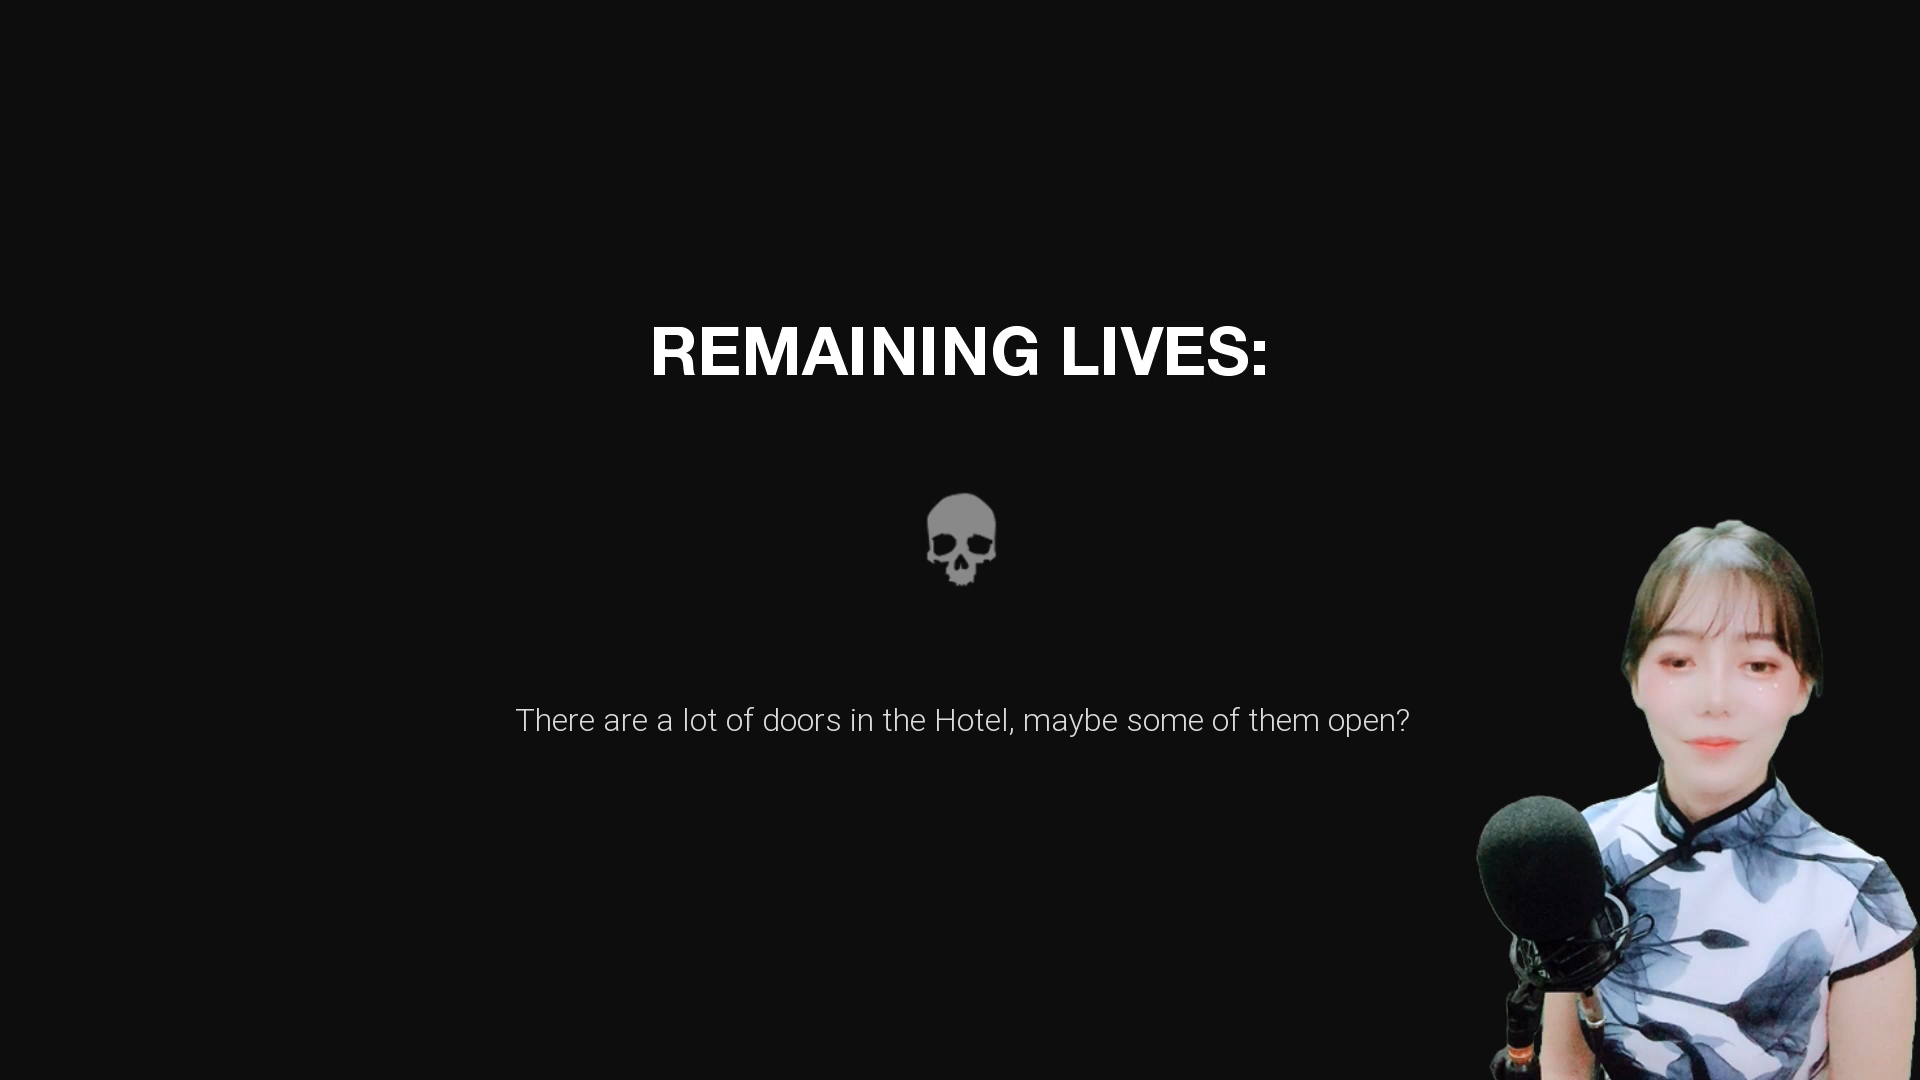 REMAINING LIVES:
There are a lot of doors in the Hotel, maybe some of them open?